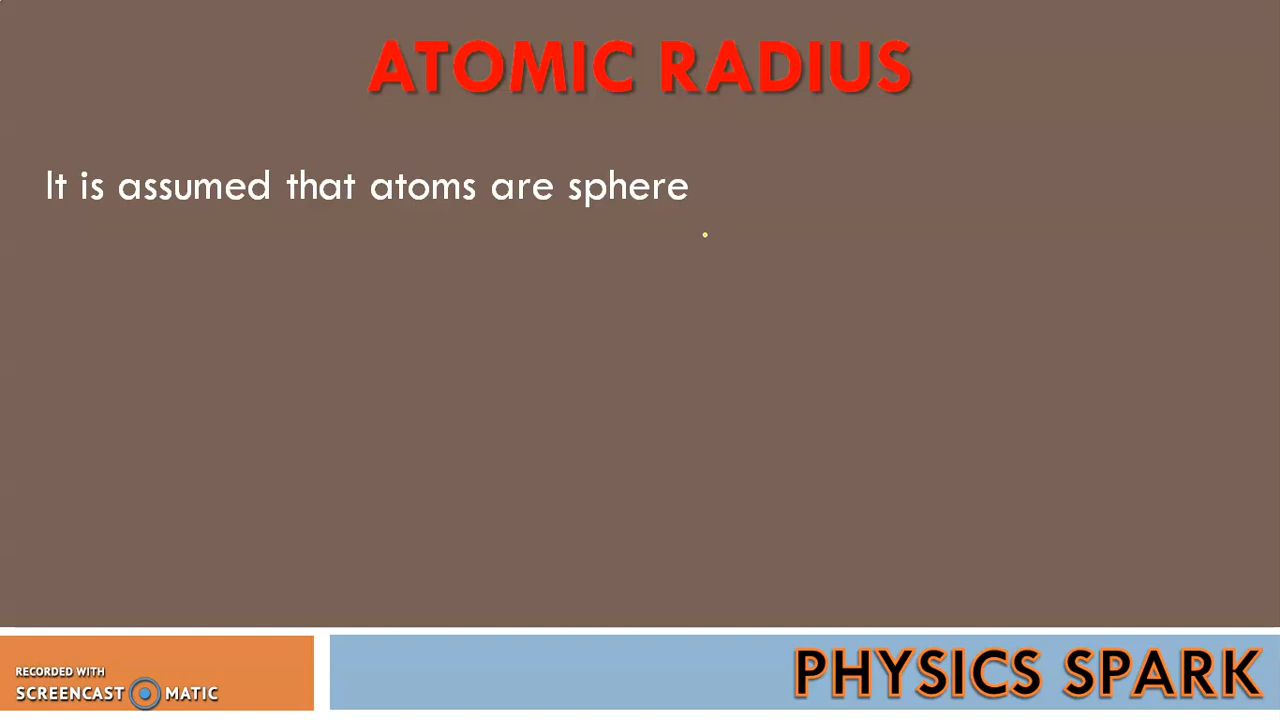 ATOMIC RADIUS
It is assumed that atoms are sphere
RECORDED WITH
SCREENCAST MATIC
PHYSICS SPARK